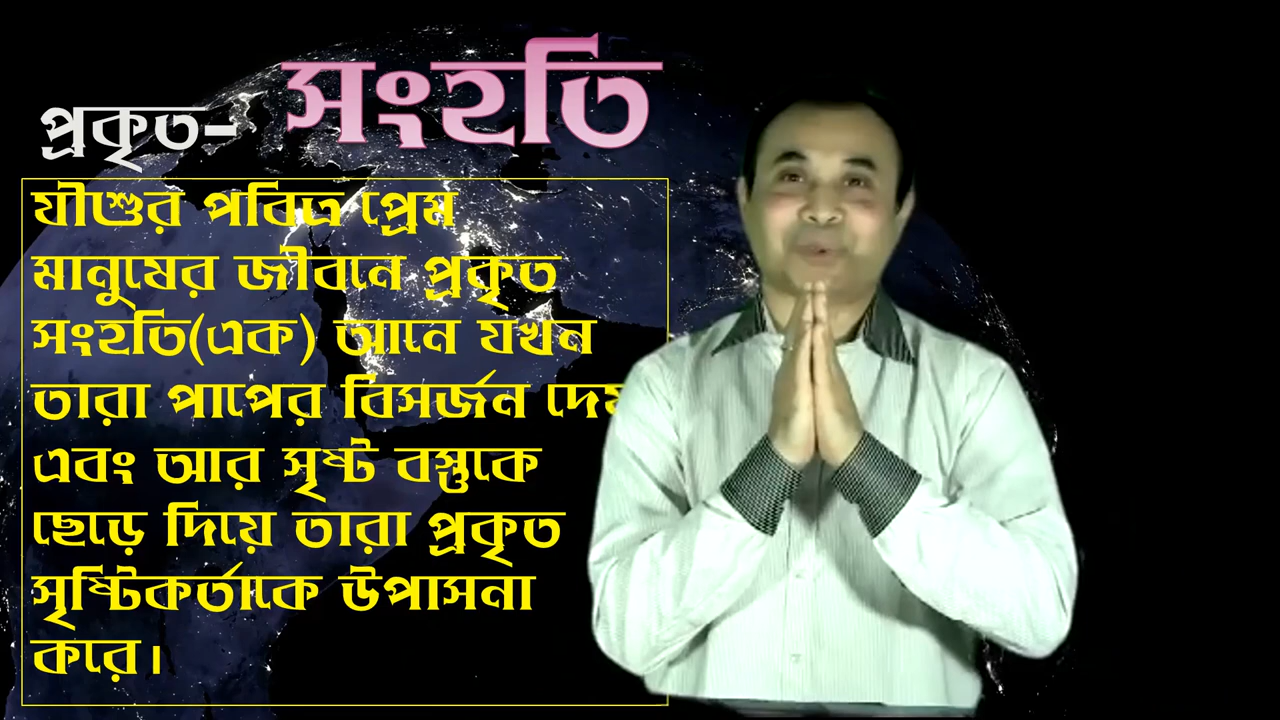 প্রকৃত- সংহতি
যীশুর পবিত্র প্রেম
মানুষের জীবনে প্রকৃত
সংহতি(এক) আনে যখন
তারা পাপের বিসর্জন দেয়
এবং আর সৃষ্ট বস্তুকে
ছেড়ে দিয়ে তারা প্রকৃত
সৃষ্টিকর্তাকে উপাসনা
করে।